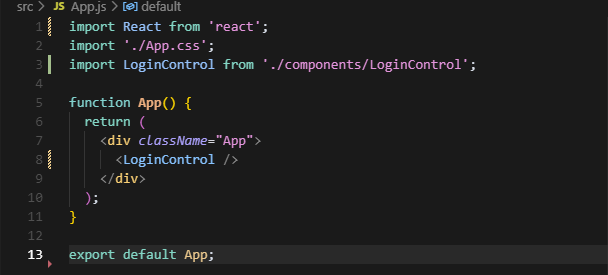 src > JS App.js > default
1 import React from 'react';
2 import './App.css';
3 import LoginControl from './components/LoginControl';
4
5 function App() {
6 return (
7 <div className="App">
8 <LoginControl />
9 </div>
10 );
11 }
12
13 export default App;